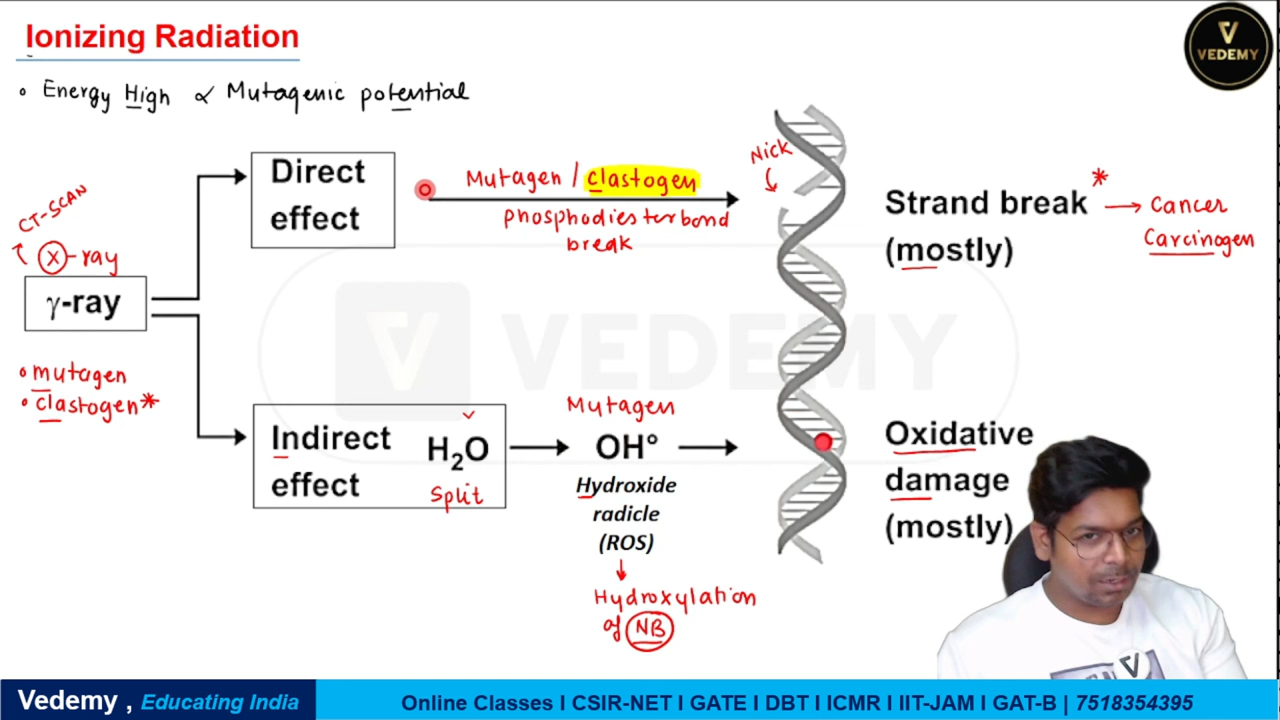 Ionizing Radiation
VEDEMY
• Energy High ∝ Mutagenic potential
Direct
effect
Mutagen / clastogen
phosphodiester bond
break
Nick
Strand break *
(mostly)
→ Cancer
Carcinogen
CT-SCAN
X-ray
γ-ray
• mutagen
• clastogen*
VEDEMY
Indirect
effect
H₂O
Split
Mutagen
OH°
Hydroxide
radicle
(ROS)
Hydroxylation
of NB
Oxidative
damage
(mostly)
Vedemy , Educating India
Online Classes I CSIR-NET I GATE I DBT I ICMR I IIT-JAM I GAT-B | 7518354395